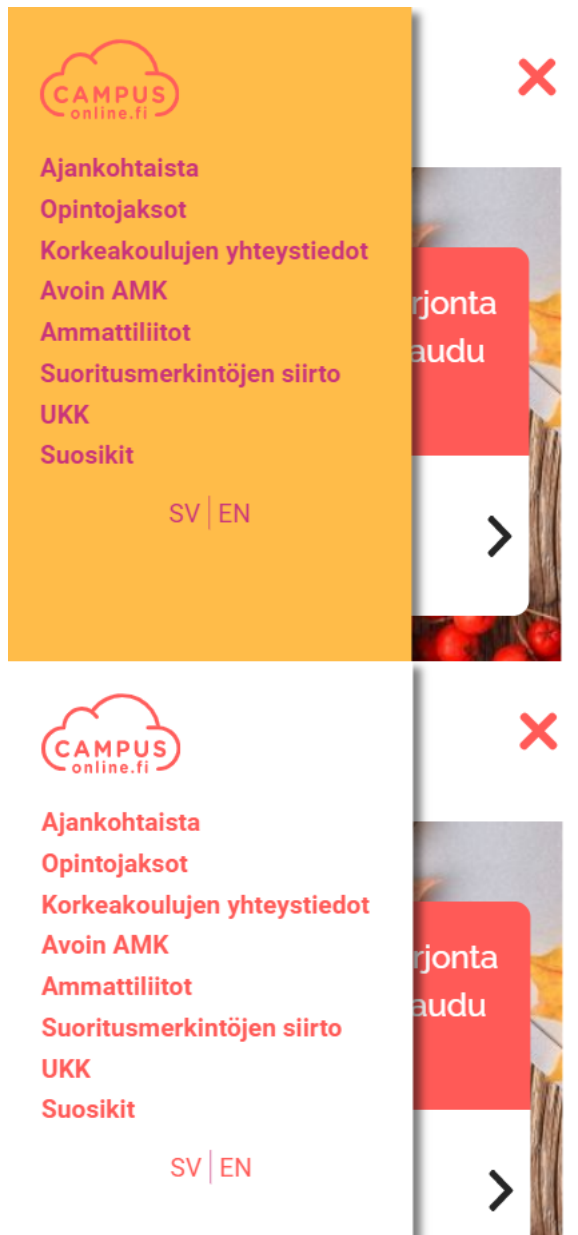 CAMPUS
online.fi
Ajankohtaista
Opintojaksot
Korkeakoulujen yhteystiedot
Avoin AMK
Ammattiliitot
Suoritusmerkintöjen siirto
UKK
Suosikit
SV | EN
rjonta
audu
CAMPUS
online.fi
Ajankohtaista
Opintojaksot
Korkeakoulujen yhteystiedot
Avoin AMK
Ammattiliitot
Suoritusmerkintöjen siirto
UKK
Suosikit
SV | EN
rjonta
audu